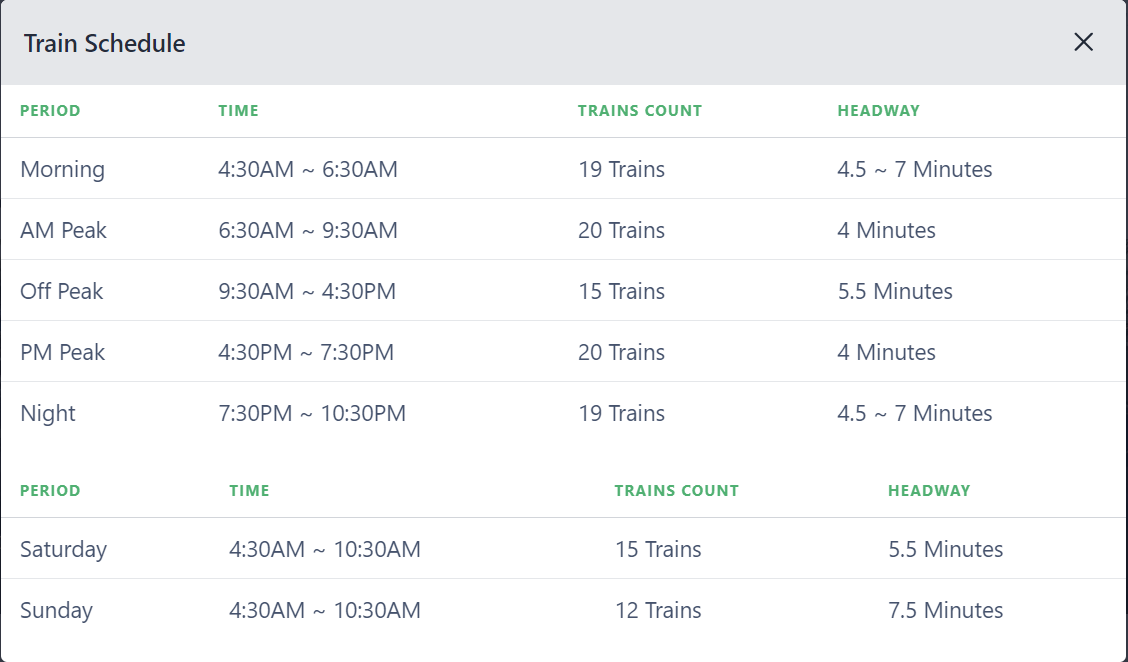 Train Schedule
PERIOD TIME TRAINS COUNT HEADWAY
Morning 4:30AM ~ 6:30AM 19 Trains 4.5 ~ 7 Minutes
AM Peak 6:30AM ~ 9:30AM 20 Trains 4 Minutes
Off Peak 9:30AM ~ 4:30PM 15 Trains 5.5 Minutes
PM Peak 4:30PM ~ 7:30PM 20 Trains 4 Minutes
Night 7:30PM ~ 10:30PM 19 Trains 4.5 ~ 7 Minutes
PERIOD TIME TRAINS COUNT HEADWAY
Saturday 4:30AM ~ 10:30AM 15 Trains 5.5 Minutes
Sunday 4:30AM ~ 10:30AM 12 Trains 7.5 Minutes